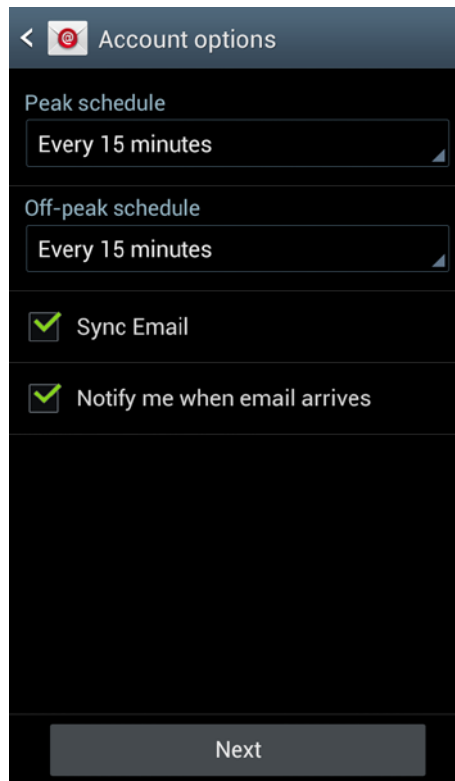 Account options
Peak schedule
Every 15 minutes
Off-peak schedule
Every 15 minutes
Sync Email
Notify me when email arrives
Next